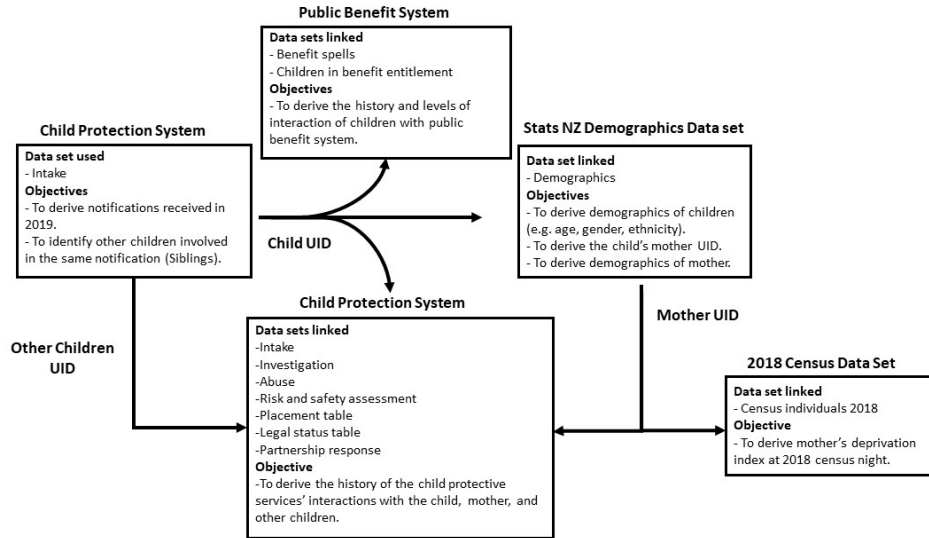 Public Benefit System
Data sets linked
- Benefit spells
- Children in benefit entitlement
Objectives
- To derive the history and levels of
interaction of children with public
benefit system.
Child Protection System
Data set used
- Intake
Objectives
- To derive notifications received in
2019.
- To identify other children involved
in the same notification (Siblings).
Child UID
Stats NZ Demographics Data set
Data set linked
- Demographics
Objectives
- To derive demographics of children
(e.g. age, gender, ethnicity).
- To derive the child's mother UID.
- To derive demographics of mother.
Other Children
UID
Child Protection System
Data sets linked
-Intake
-Investigation
-Abuse
-Risk and safety assessment
-Placement table
-Legal status table
-Partnership response
Objective
-To derive the history of the child protective
services' interactions with the child, mother, and
other children.
Mother UID
2018 Census Data Set
Data set linked
- Census individuals 2018
Objective
- To derive mother's deprivation
index at 2018 census night.